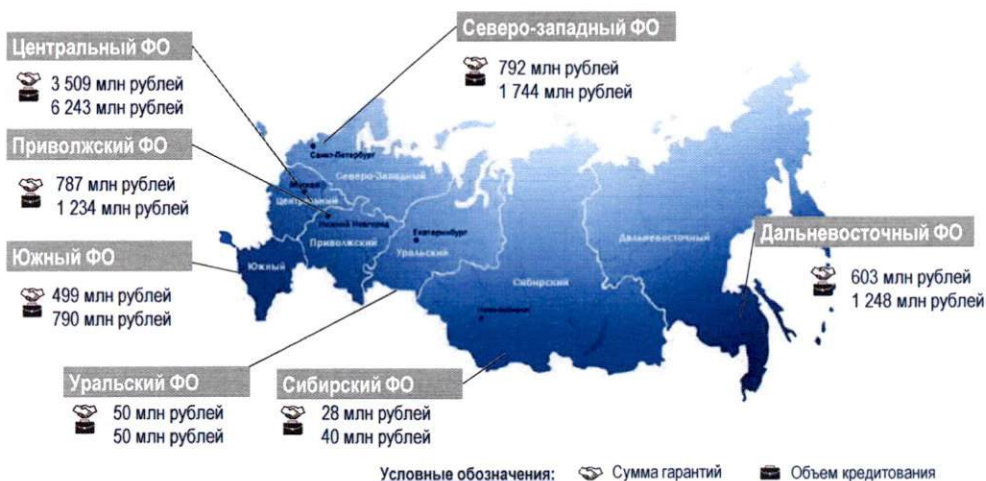 Центральный ФО
3 509 млн рублей
6 243 млн рублей
Северо-западный ФО
792 млн рублей
1 744 млн рублей
Приволжский ФО
787 млн рублей
1 234 млн рублей
Южный ФО
499 млн рублей
790 млн рублей
Дальневосточный ФО
603 млн рублей
1 248 млн рублей
Уральский ФО
50 млн рублей
50 млн рублей
Сибирский ФО
28 млн рублей
40 млн рублей
Санкт-Петербург
Северо-Западный
Москва
Центральный
Нижний Новгород
Приволжский
Екатеринбург
Уральский
Южный
Дальневосточный
Сибирский
Новосибирск
Условные обозначения: Сумма гарантий Объем кредитования